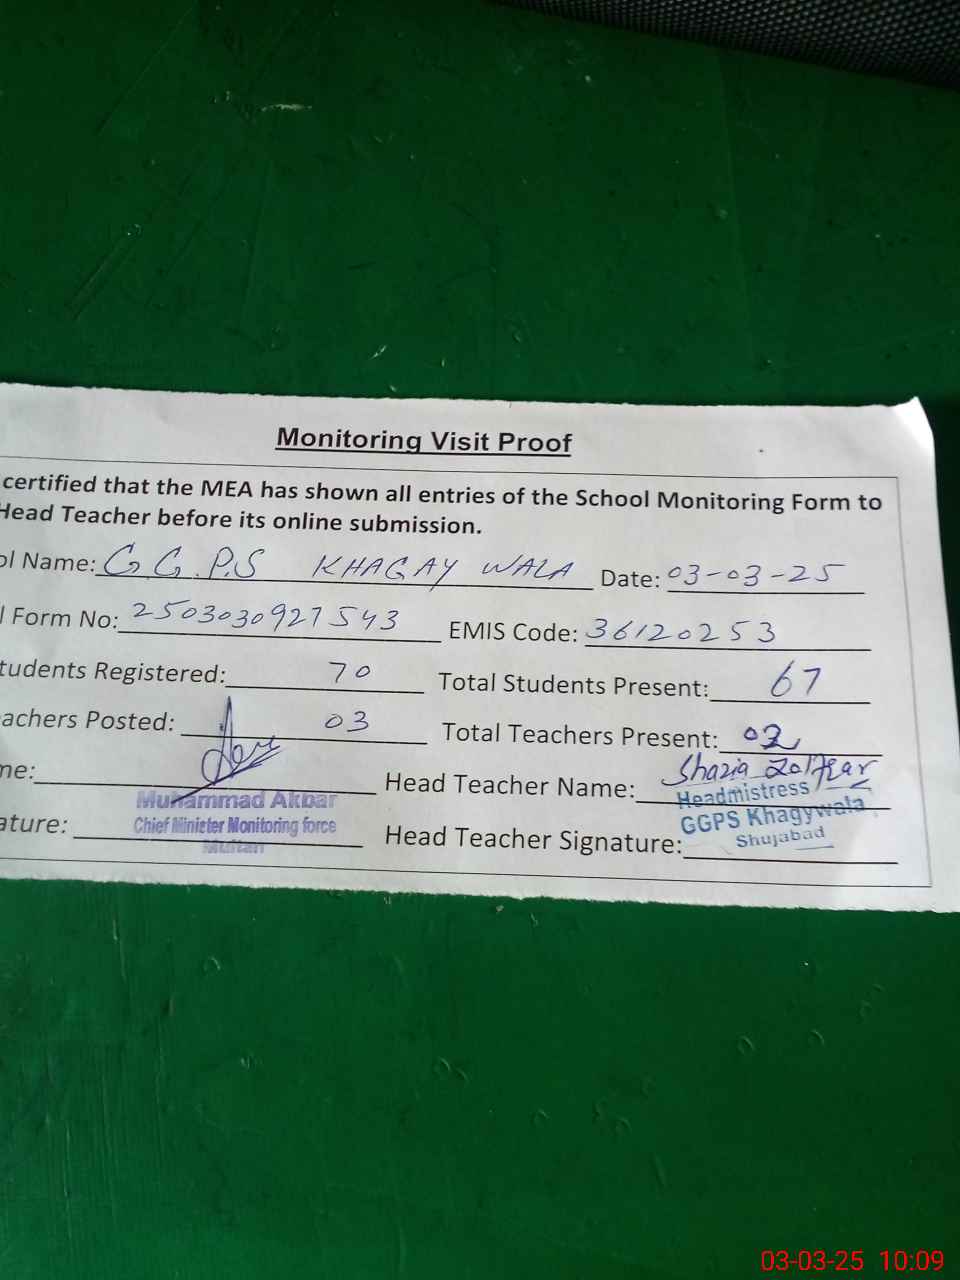 Monitoring Visit Proof
certified that the MEA has shown all entries of the School Monitoring Form to
Head Teacher before its online submission.
ol Name: G G P.S KHAGAY WALA Date: 03-03-25
l Form No: 2503030927543 EMIS Code: 36120253
tudents Registered: 70 Total Students Present: 67
achers Posted: 03 Total Teachers Present:
me: Head Teacher Name: Shazia Zolfqar
Muhammad Akbar Headmistress
ature: Chief Minister Monitoring force Head Teacher Signature: GGPS Khagywala
Multan Shujabad
03-03-25 10:09